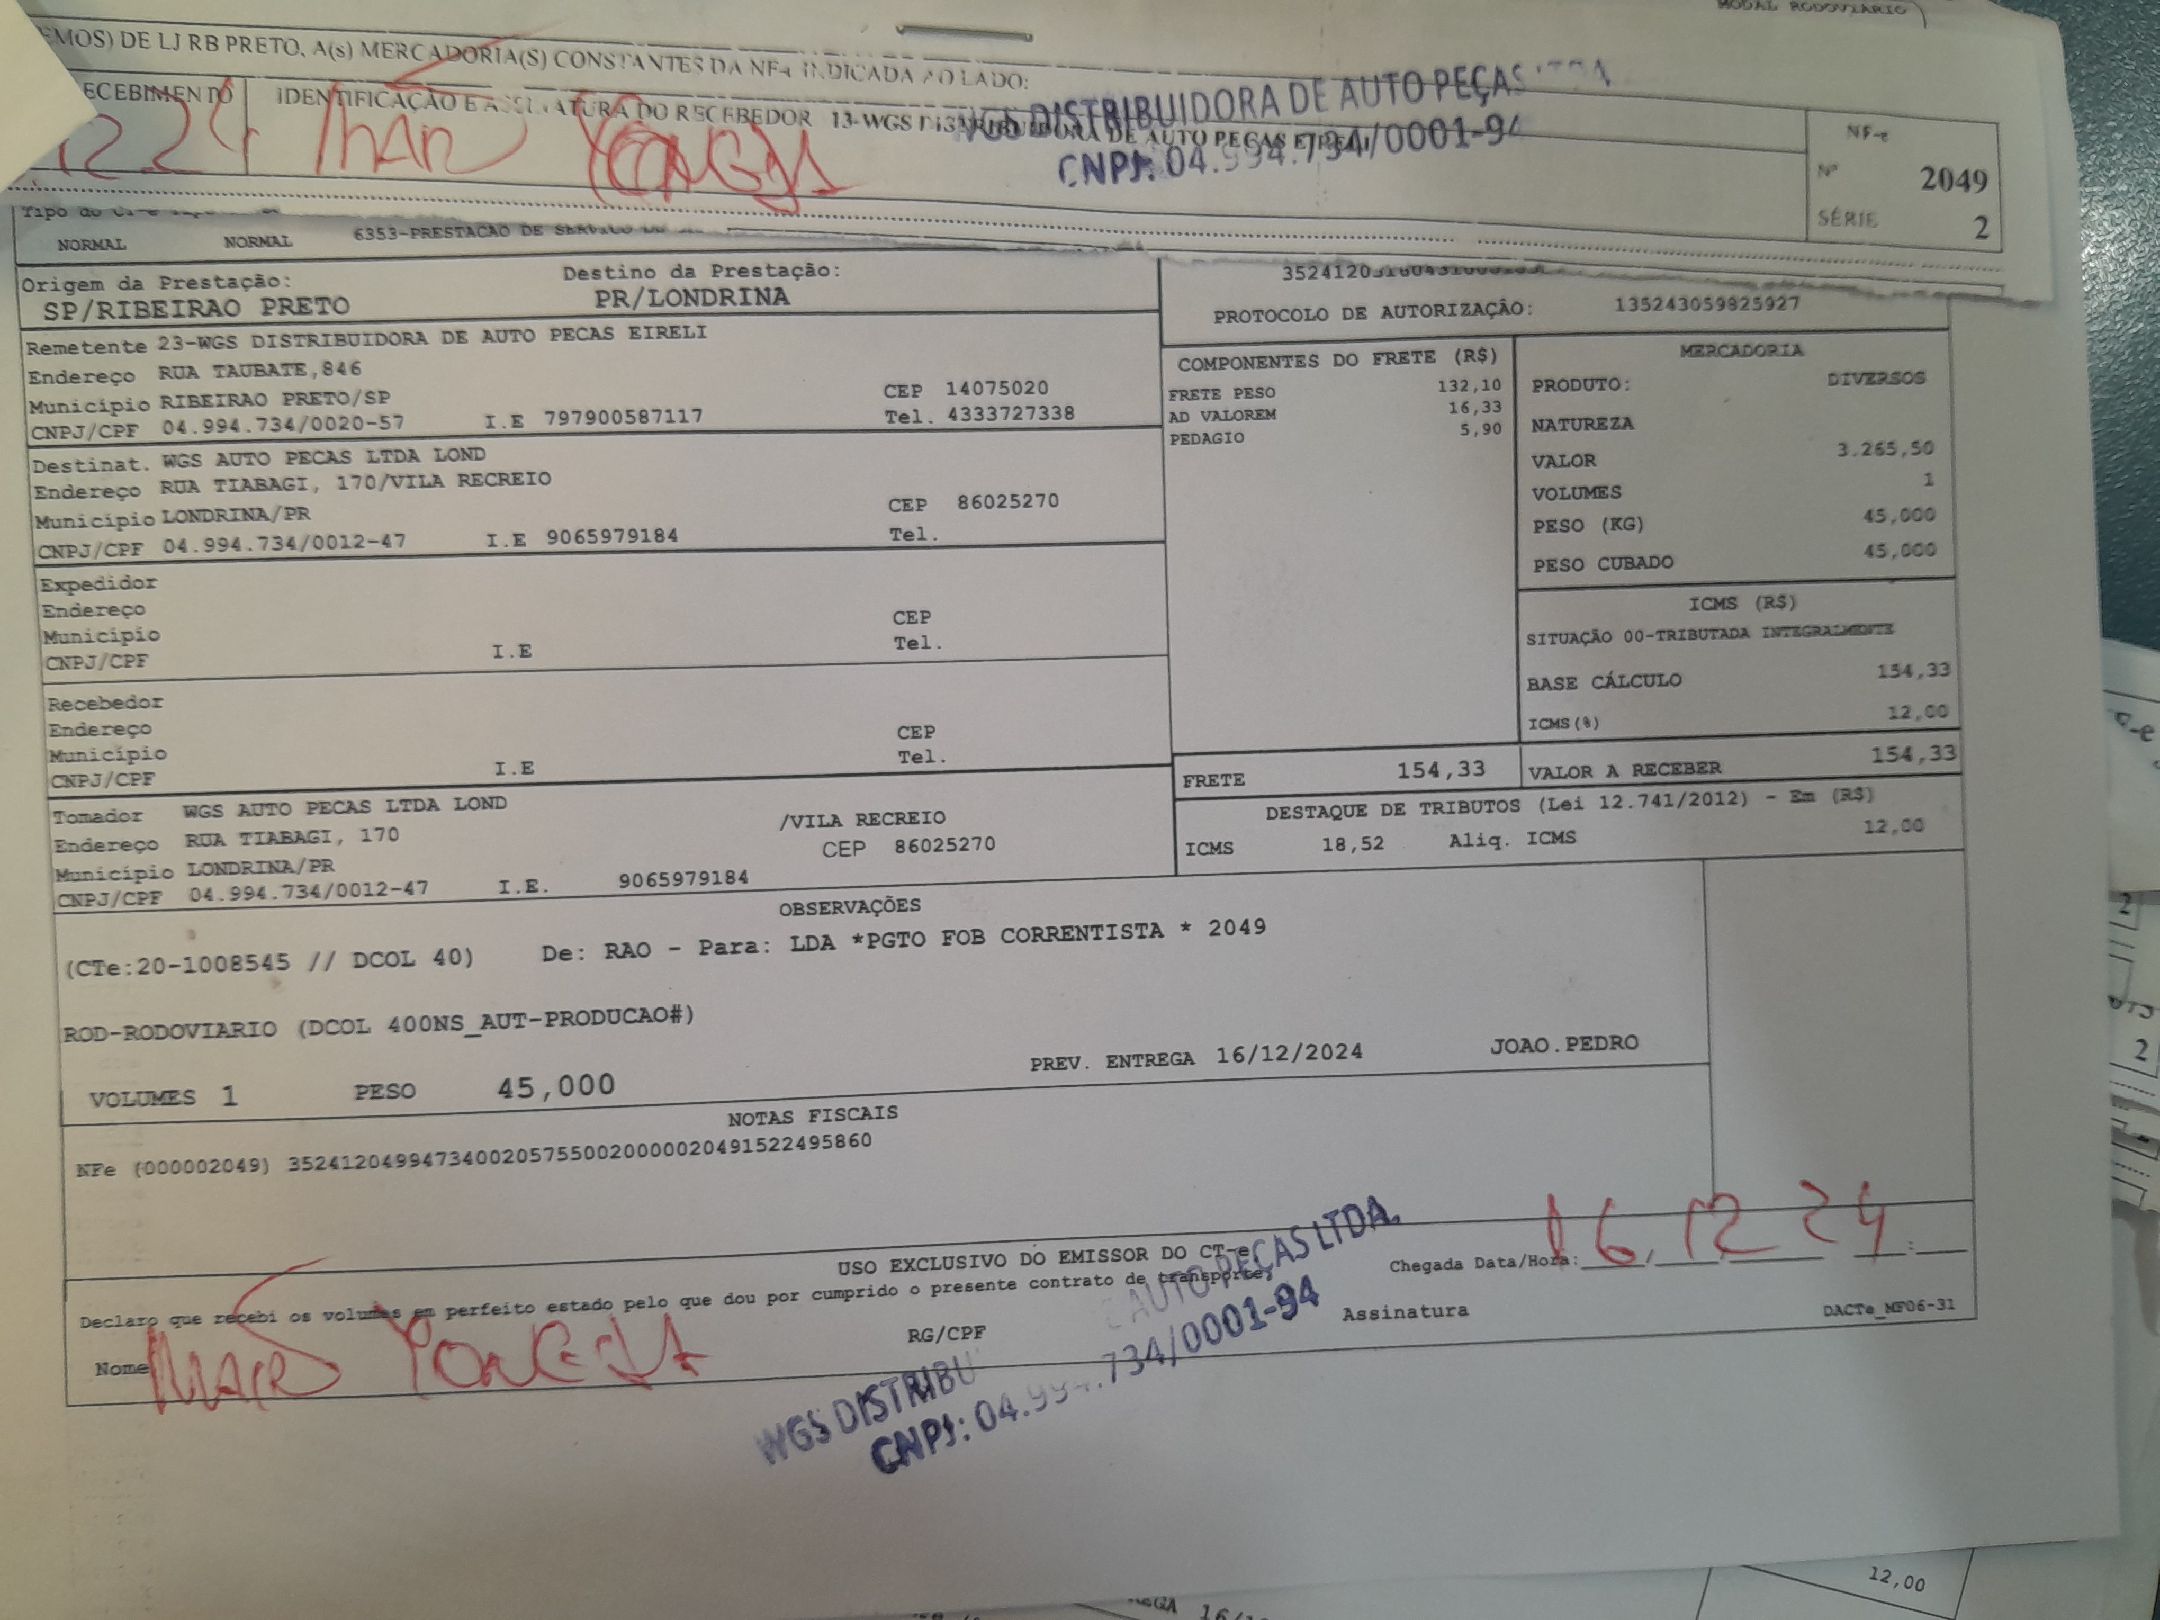 MODAL RODOVIÁRIO
EMOS) DE LJ RB PRETO, A(s) MERCADORIA(S) CONSTANTES DA NF-e INDICADA AO LADO:
ECEBIMENTO
IDENTIFICAÇÃO E ASSINATURA DO RECEBEDOR 13-WGS DISTRIBUIDORA DE AUTO PECAS EIRELI
WGS DISTRIBUIDORA DE AUTO PEÇAS LTDA
CNPJ: 04.994.734/0001-94
12 24
NF-e
Nº 2049
SÉRIE 2
Tipo do CT-e
NORMAL NORMAL 6353-PRESTACAO DE SERVICO
Origem da Prestação: Destino da Prestação:
SP/RIBEIRAO PRETO PR/LONDRINA
PROTOCOLO DE AUTORIZAÇÃO: 135243059825927
Remetente 23-WGS DISTRIBUIDORA DE AUTO PECAS EIRELI
Endereço RUA TAUBATE,846
Município RIBEIRAO PRETO/SP CEP 14075020
CNPJ/CPF 04.994.734/0020-57 I.E 797900587117 Tel. 4333727338
Destinat. WGS AUTO PECAS LTDA LOND
Endereço RUA TIABAGI, 170/VILA RECREIO
Município LONDRINA/PR CEP 86025270
CNPJ/CPF 04.994.734/0012-47 I.E 9065979184 Tel.
Expedidor
Endereço
Município CEP
CNPJ/CPF I.E Tel.
Recebedor
Endereço
Município CEP
CNPJ/CPF I.E Tel.
Tomador WGS AUTO PECAS LTDA LOND
Endereço RUA TIABAGI, 170 /VILA RECREIO
Município LONDRINA/PR CEP 86025270
CNPJ/CPF 04.994.734/0012-47 I.E. 9065979184
COMPONENTES DO FRETE (R$)
FRETE PESO 132,10
AD VALOREM 16,33
PEDAGIO 5,90
MERCADORIA
PRODUTO: DIVERSOS
NATUREZA
VALOR 3.265,50
VOLUMES 1
PESO (KG) 45,000
PESO CUBADO 45,000
ICMS (R$)
SITUAÇÃO 00-TRIBUTADA INTEGRALMENTE
BASE CÁLCULO 154,33
ICMS(%) 12,00
FRETE 154,33 VALOR A RECEBER 154,33
DESTAQUE DE TRIBUTOS (Lei 12.741/2012) - Em (R$)
ICMS 18,52 Aliq. ICMS 12,00
OBSERVAÇÕES
(CTe:20-1008545 // DCOL 40) De: RAO - Para: LDA *PGTO FOB CORRENTISTA * 2049
ROD-RODOVIARIO (DCOL 400NS_AUT-PRODUCAO#)
PREV. ENTREGA 16/12/2024 JOAO.PEDRO
VOLUMES 1 PESO 45,000
NOTAS FISCAIS
NFe (000002049) 35241204994734002057550020000020491522495860
USO EXCLUSIVO DO EMISSOR DO CT-e
Declaro que recebi os volumes em perfeito estado pelo que dou por cumprido o presente contrato de transporte,
Chegada Data/Hora: 16 12 24
Nome RG/CPF Assinatura
DACTe_MF06-31
WGS DISTRIBU AUTO PEÇAS LTDA.
CNPJ: 04.994.734/0001-94
12,00